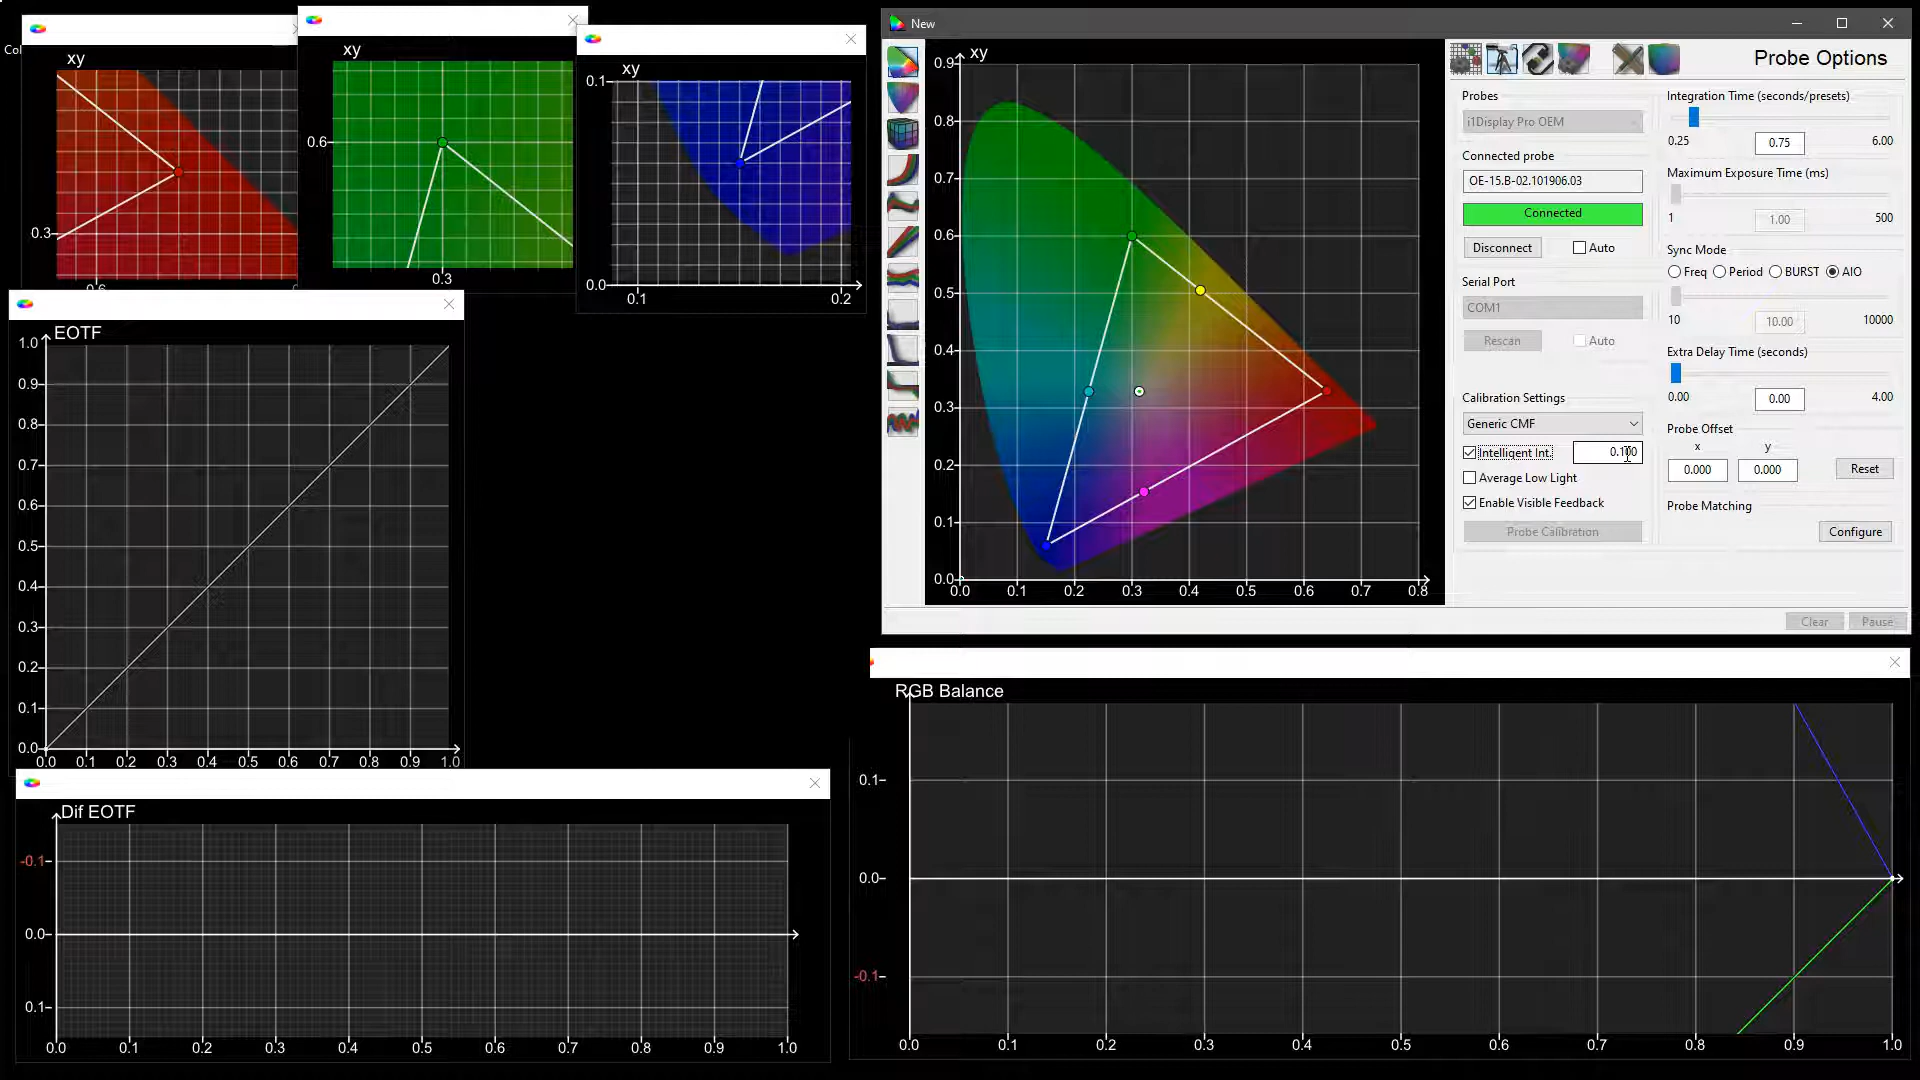 Col
xy
0.3
0.6
xy
0.6
0.3
xy
0.1
0.0
0.1
0.2
EOTF
1.0
0.9
0.8
0.7
0.6
0.5
0.4
0.3
0.2
0.1
0.0
0.0 0.1 0.2 0.3 0.4 0.5 0.6 0.7 0.8 0.9 1.0
Dif EOTF
-0.1
0.0
0.1
0.0 0.1 0.2 0.3 0.4 0.5 0.6 0.7 0.8 0.9 1.0
New
xy
0.9
0.8
0.7
0.6
0.5
0.4
0.3
0.2
0.1
0.0
0.0 0.1 0.2 0.3 0.4 0.5 0.6 0.7 0.8
Probe Options
Probes
i1Display Pro OEM
Connected probe
OE-15.B-02.101906.03
Connected
Disconnect Auto
Serial Port
COM1
Rescan Auto
Calibration Settings
Generic CMF
Intelligent Int. 0.100
Average Low Light
Enable Visible Feedback
Probe Calibration
Integration Time (seconds/presets)
0.25 0.75 6.00
Maximum Exposure Time (ms)
1 1.00 500
Sync Mode
Freq Period BURST AIO
10 10.00 10000
Extra Delay Time (seconds)
0.00 0.00 4.00
Probe Offset
x y
0.000 0.000 Reset
Probe Matching
Configure
Clear Pause
RGB Balance
0.1
0.0
-0.1
0.0 0.1 0.2 0.3 0.4 0.5 0.6 0.7 0.8 0.9 1.0